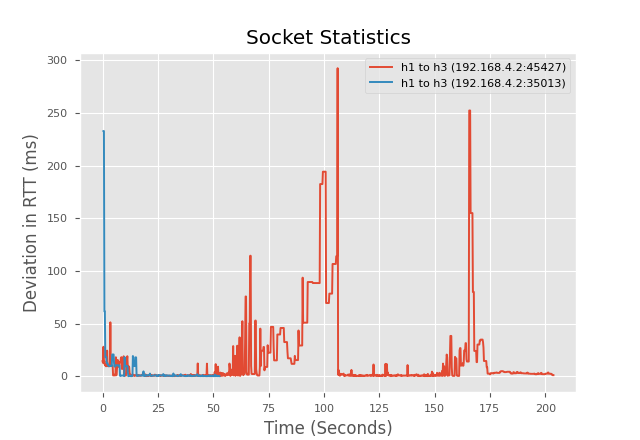 Socket Statistics
h1 to h3 (192.168.4.2:45427)
h1 to h3 (192.168.4.2:35013)
Deviation in RTT (ms)
300
250
200
150
100
50
0
0 25 50 75 100 125 150 175 200
Time (Seconds)